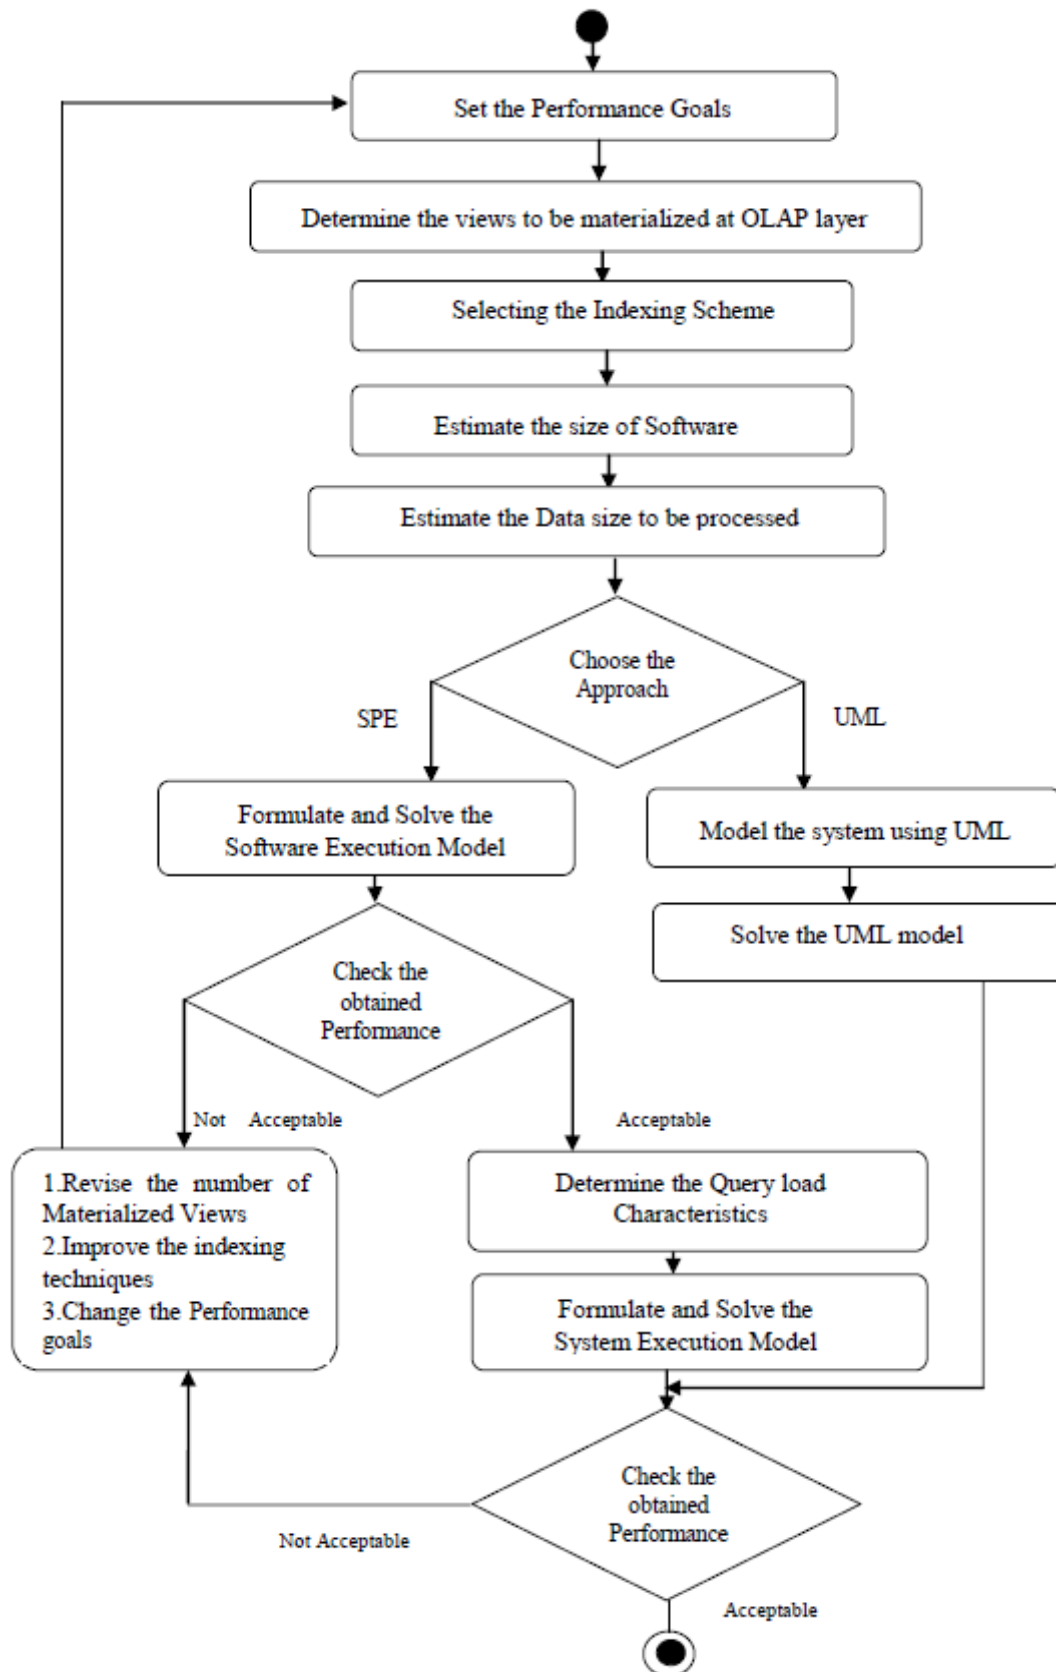 Set the Performance Goals
Determine the views to be materialized at OLAP layer
Selecting the Indexing Scheme
Estimate the size of Software
Estimate the Data size to be processed
Choose the
Approach
SPE
UML
Formulate and Solve the
Software Execution Model
Model the system using UML
Solve the UML model
Check the
obtained
Performance
Not Acceptable
Acceptable
1.Revise the number of
Materialized Views
2.Improve the indexing
techniques
3.Change the Performance
goals
Determine the Query load
Characteristics
Formulate and Solve the
System Execution Model
Check the
obtained
Performance
Not Acceptable
Acceptable